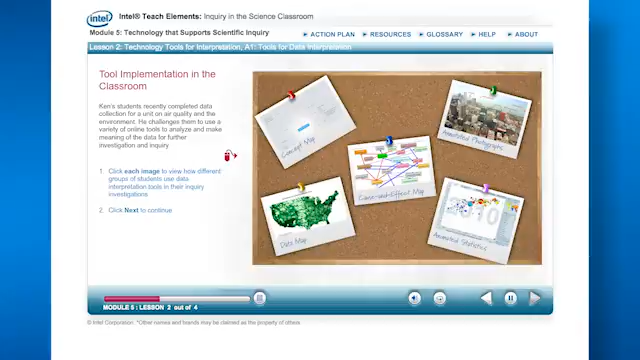 intel
Intel® Teach Elements: Inquiry in the Science Classroom
Module 5: Technology that Supports Scientific Inquiry
ACTION PLAN
RESOURCES
GLOSSARY
HELP
ABOUT
Lesson 2: Technology Tools for Interpretation, A1: Tools for Data Interpretation
Tool Implementation in the
Classroom
Ken's students recently completed data
collection for a unit on air quality and the
environment. He challenges them to use a
variety of online tools to analyze and make
meaning of the data for further
investigation and inquiry
1. Click each image to view how different
groups of students use data
interpretation tools in their inquiry
investigations
2. Click Next to continue
Concept Map
Annotated Photographs
Cause-and-Effect Map
Data Map
2010
Animated Statistics
MODULE 5 : LESSON 2 out of 4
© Intel Corporation. *Other names and brands may be claimed as the property of others